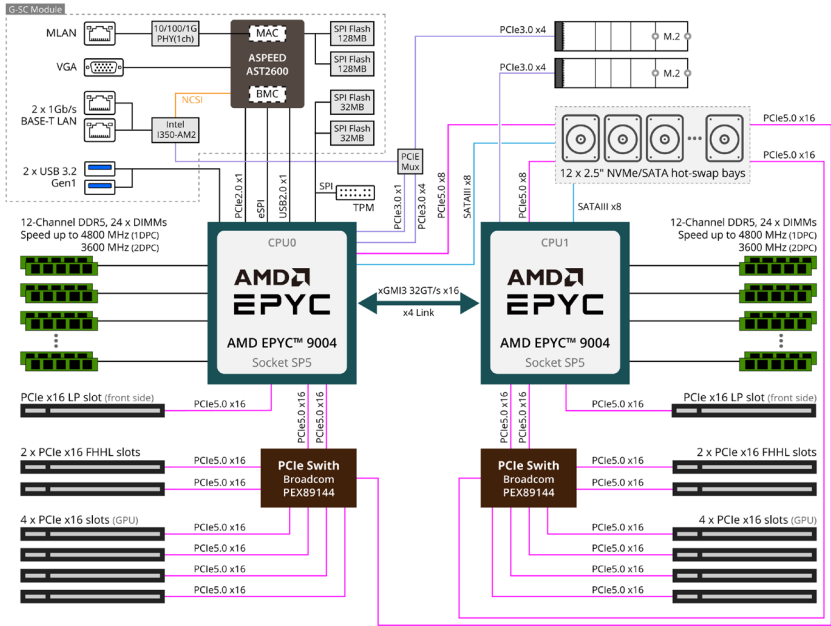 G-SC Module
MLAN
10/100/1G
PHY(1ch)
MAC
SPI Flash
128MB
VGA
ASPEED
AST2600
SPI Flash
128MB
BMC
NCSI
2 x 1Gb/s
BASE-T LAN
Intel
I350-AM2
SPI Flash
32MB
SPI Flash
32MB
2 x USB 3.2
Gen1
PCIe2.0 x1
eSPI
USB2.0 x1
SPI
TPM
PCIE
Mux
PCIe3.0 x1
PCIe3.0 x4
PCIe5.0 x8
SATAIII x8
PCIe5.0 x8
SATAIII x8
PCIe3.0 x4
M.2
PCIe3.0 x4
M.2
PCIe5.0 x16
PCIe5.0 x16
12 x 2.5" NVMe/SATA hot-swap bays
12-Channel DDR5, 24 x DIMMs
Speed up to 4800 MHz (1DPC)
3600 MHz (2DPC)
CPU0
AMD
EPYC
AMD EPYC™ 9004
Socket SP5
xGMI3 32GT/s x16
x4 Link
CPU1
AMD
EPYC
AMD EPYC™ 9004
Socket SP5
12-Channel DDR5, 24 x DIMMs
Speed up to 4800 MHz (1DPC)
3600 MHz (2DPC)
PCIe x16 LP slot (front side)
PCIe5.0 x16
PCIe5.0 x16
PCIe5.0 x16
PCIe5.0 x16
PCIe5.0 x16
PCIe5.0 x16
PCIe x16 LP slot (front side)
2 x PCIe x16 FHHL slots
PCIe5.0 x16
PCIe5.0 x16
PCIe Swith
Broadcom
PEX89144
PCIe Swith
Broadcom
PEX89144
PCIe5.0 x16
PCIe5.0 x16
2 x PCIe x16 FHHL slots
4 x PCIe x16 slots (GPU)
PCIe5.0 x16
PCIe5.0 x16
PCIe5.0 x16
PCIe5.0 x16
4 x PCIe x16 slots (GPU)
PCIe5.0 x16
PCIe5.0 x16
PCIe5.0 x16
PCIe5.0 x16